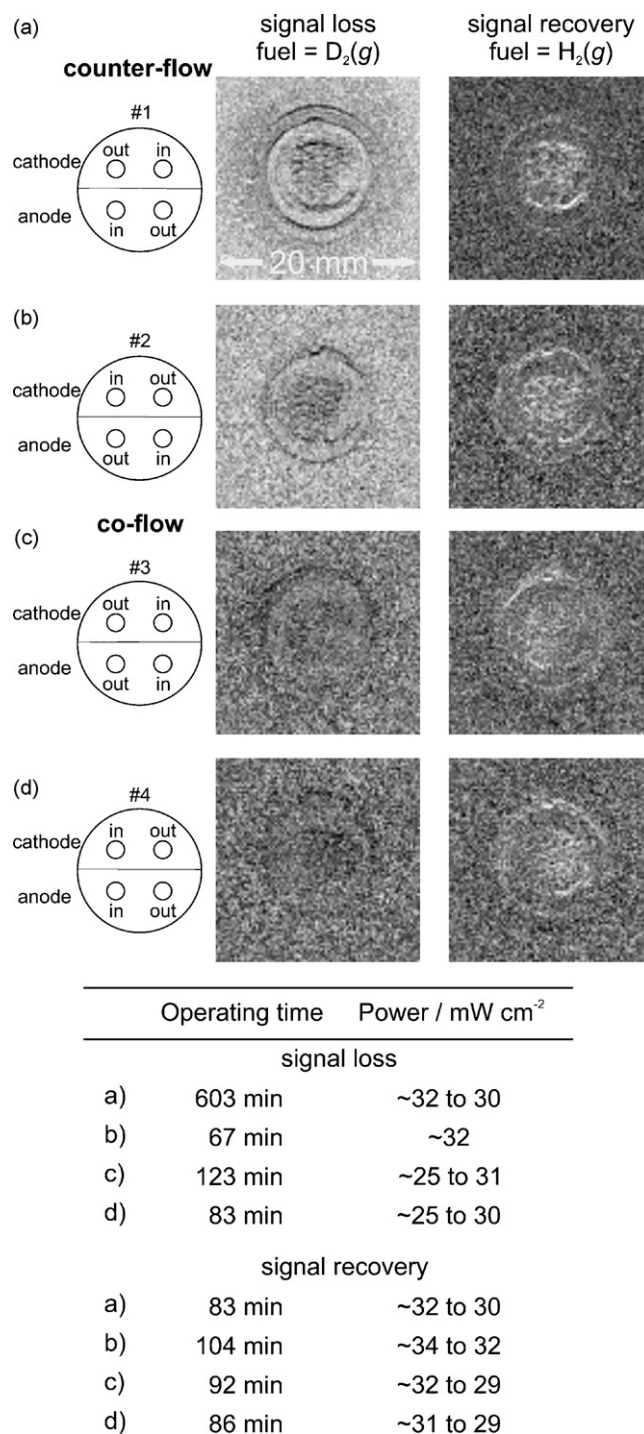 (a)
signal loss
fuel = D₂(g)
signal recovery
fuel = H₂(g)
counter-flow
#1
cathode
out in
anode
in out
20 mm
(b)
#2
cathode
in out
anode
out in
co-flow
(c)
#3
cathode
out in
anode
out in
(d)
#4
cathode
in out
anode
in out
Operating time Power / mW cm⁻²
signal loss
a) 603 min ~32 to 30
b) 67 min ~32
c) 123 min ~25 to 31
d) 83 min ~25 to 30
signal recovery
a) 83 min ~32 to 30
b) 104 min ~34 to 32
c) 92 min ~32 to 29
d) 86 min ~31 to 29